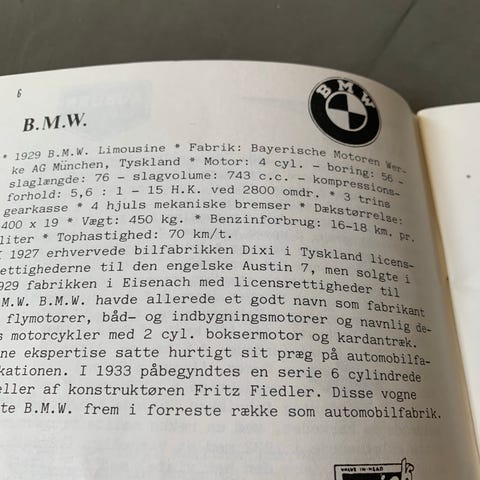 6
B.M.W.
BMW
* 1929 B.M.W. Limousine * Fabrik: Bayerische Motoren Wer-
ke AG München, Tyskland * Motor: 4 cyl. - boring: 56 -
slaglængde: 76 - slagvolume: 743 c.c. - kompressions-
forhold: 5,6 : 1 - 15 H.K. ved 2800 omdr. * 3 trins
gearkasse * 4 hjuls mekaniske bremser * Dækstørrelse:
400 x 19 * Vægt: 450 kg. * Benzinforbrug: 16-18 km. pr.
liter * Tophastighed: 70 km/t.
I 1927 erhvervede bilfabrikken Dixi i Tyskland licens-
rettighederne til den engelske Austin 7, men solgte i
929 fabrikken i Eisenach med licensrettigheder til
M.W. B.M.W. havde allerede et godt navn som fabrikant
flymotorer, båd- og indbygningsmotorer og navnlig de-
s motorcykler med 2 cyl. boksermotor og kardantræk.
ne ekspertise satte hurtigt sit præg på automobilfa-
kationen. I 1933 påbegyndtes en serie 6 cylindrede
eller af konstruktøren Fritz Fiedler. Disse vogne
te B.M.W. frem i forreste række som automobilfabrik.
VALVE-IN-HEAD